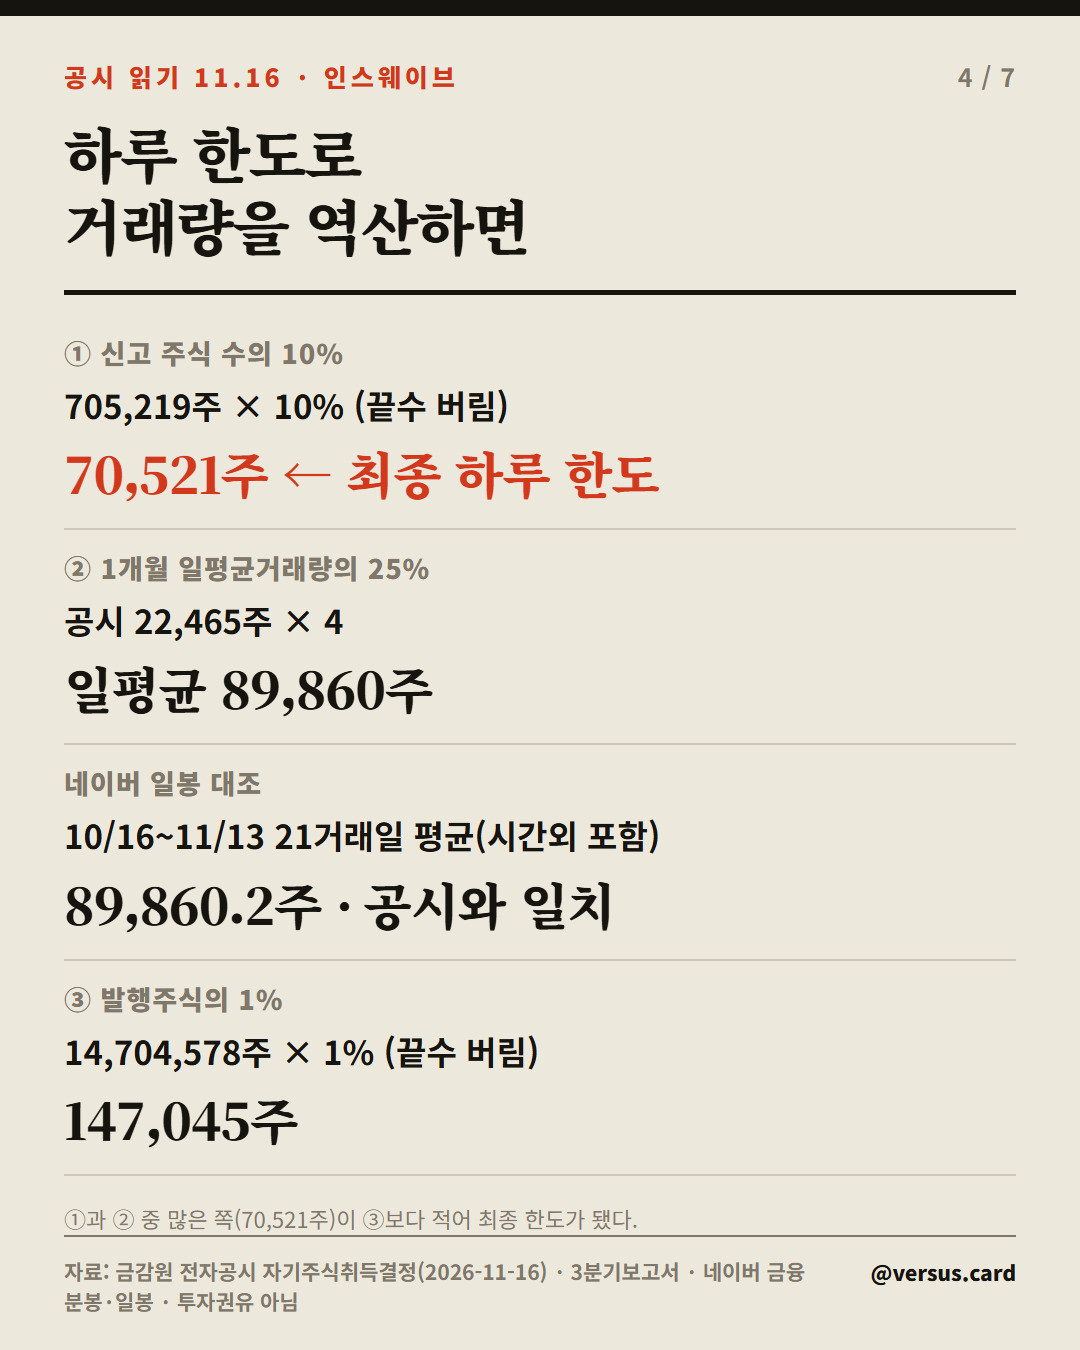 공시 읽기 11.16 · 인스웨이브
4 / 7
하루 한도로
거래량을 역산하면
① 신고 주식 수의 10%
705,219주 × 10% (끝수 버림)
70,521주 ← 최종 하루 한도
② 1개월 일평균거래량의 25%
공시 22,465주 × 4
일평균 89,860주
네이버 일봉 대조
10/16~11/13 21거래일 평균(시간외 포함)
89,860.2주 · 공시와 일치
③ 발행주식의 1%
14,704,578주 × 1% (끝수 버림)
147,045주
①과 ② 중 많은 쪽(70,521주)이 ③보다 적어 최종 한도가 됐다.
자료: 금감원 전자공시 자기주식취득결정(2026-11-16) · 3분기보고서 · 네이버 금융
분봉·일봉 · 투자권유 아님
@versus.card